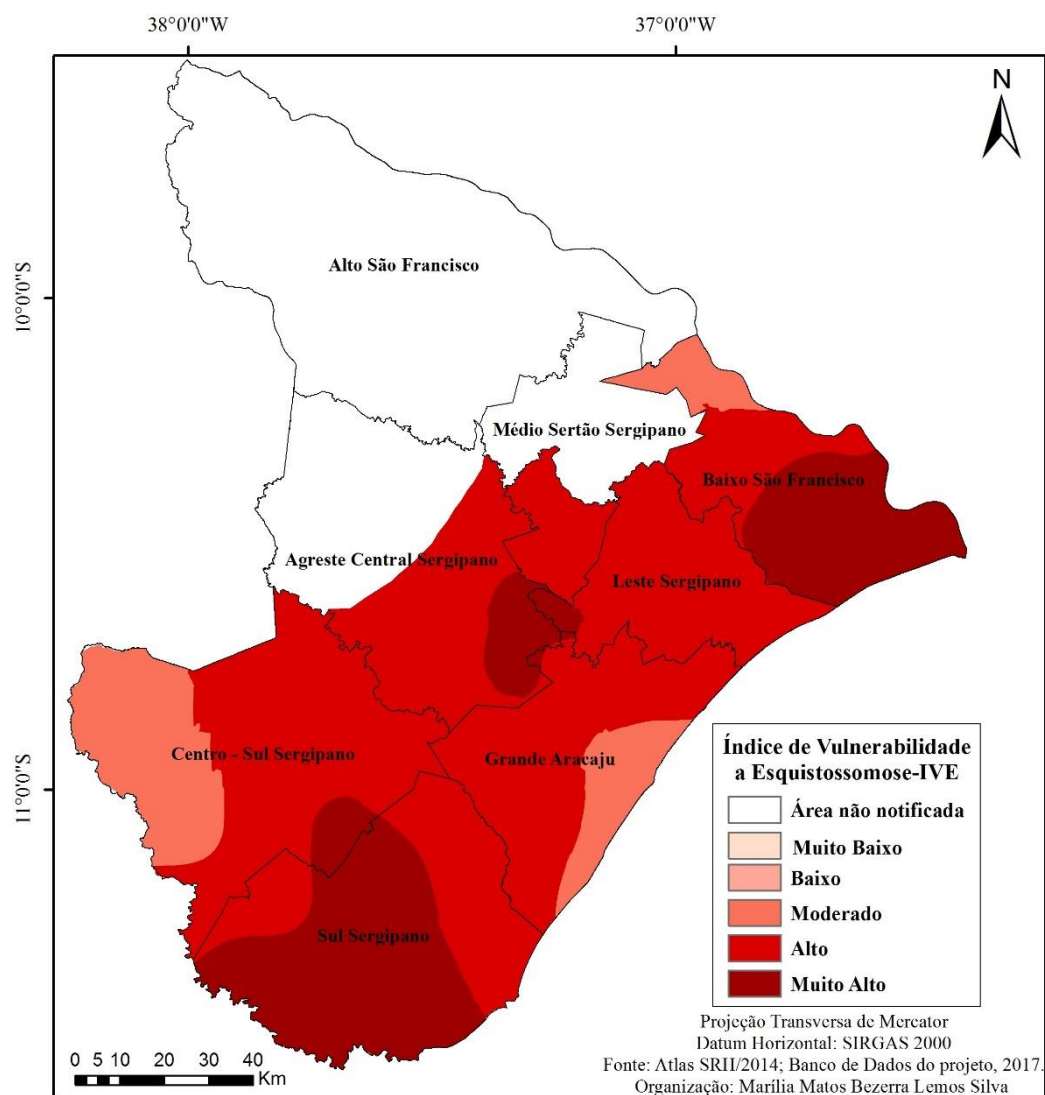 38°0'0"W
37°0'0"W
N
10°0'0"S
Alto São Francisco
Médio Sertão Sergipano
Baixo São Francisco
Agreste Central Sergipano
Leste Sergipano
Centro - Sul Sergipano
Grande Aracaju
11°0'0"S
Sul Sergipano
Índice de Vulnerabilidade
a Esquistossomose-IVE
Área não notificada
Muito Baixo
Baixo
Moderado
Alto
Muito Alto
Projeção Transversa de Mercator
Datum Horizontal: SIRGAS 2000
Fonte: Atlas SRH/2014; Banco de Dados do projeto, 2017.
Organização: Marília Matos Bezerra Lemos Silva
0 5 10 20 30 40
Km